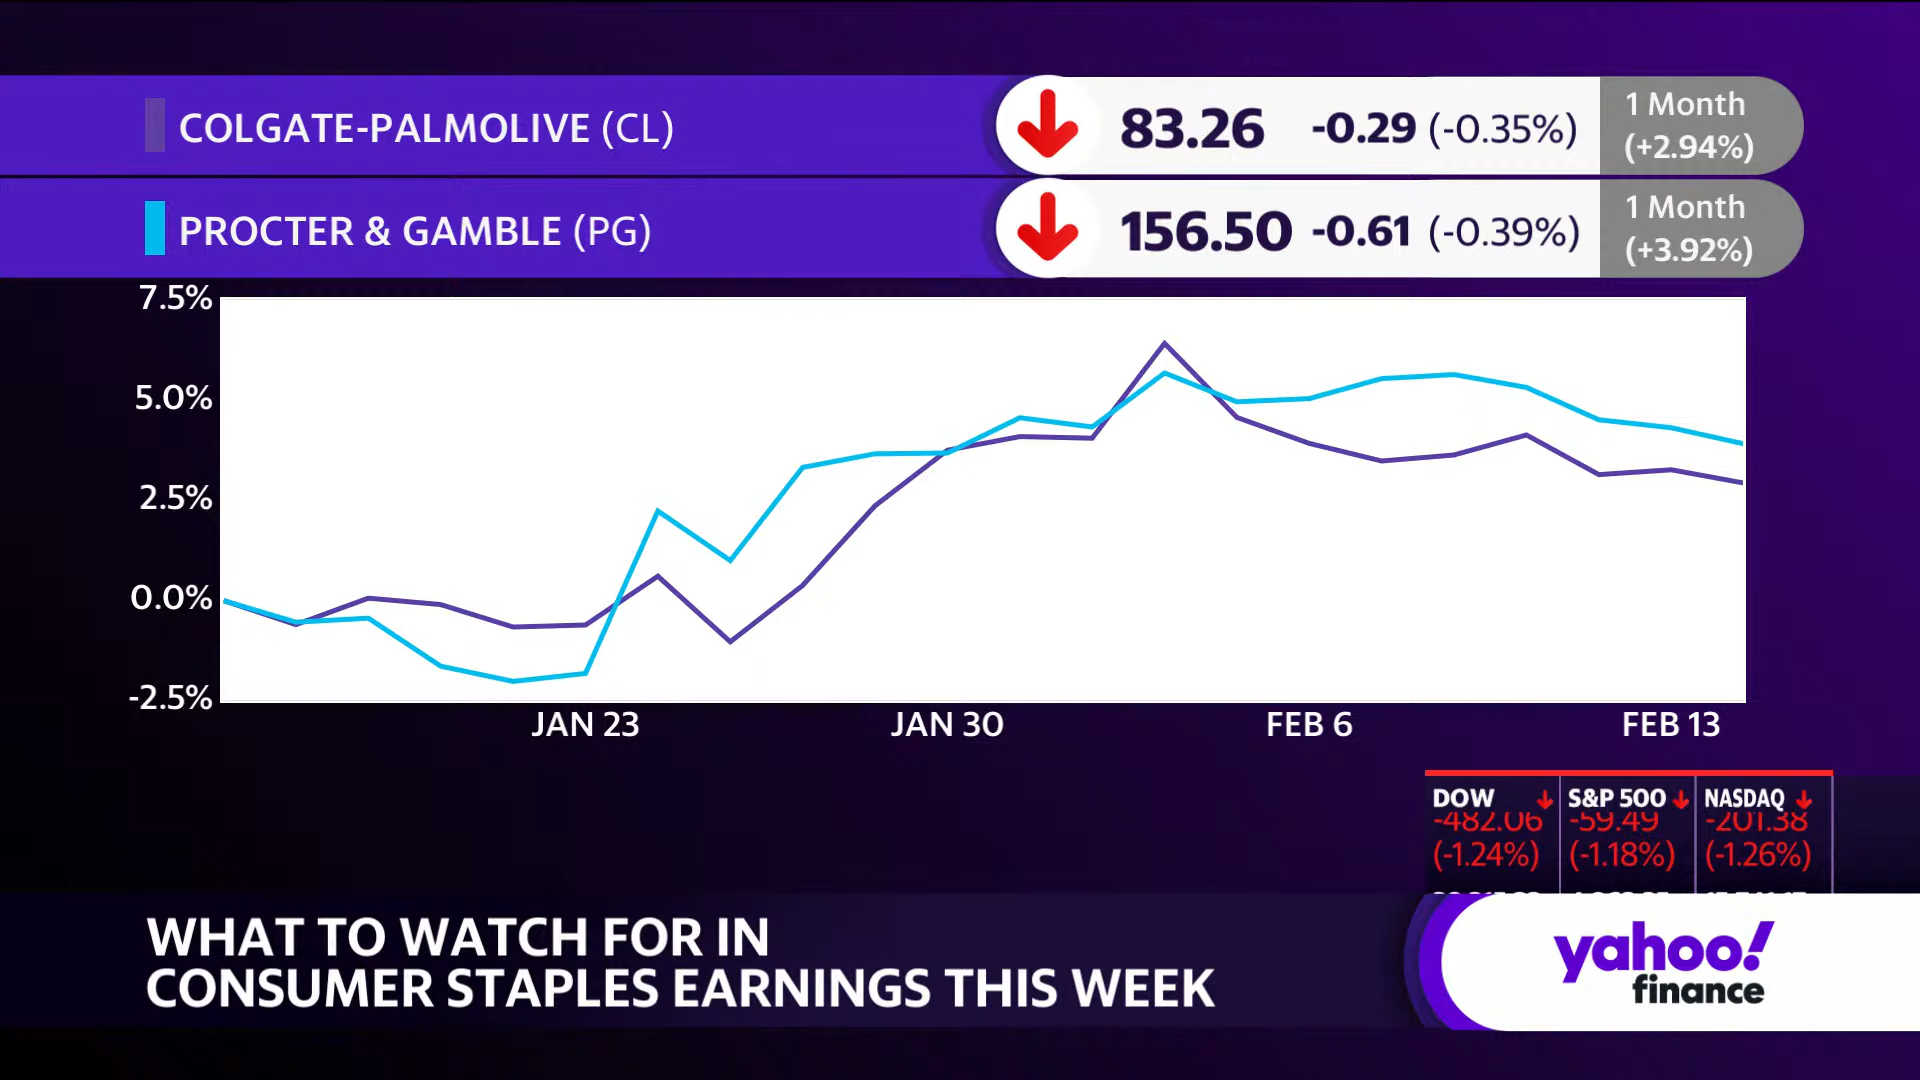 COLGATE-PALMOLIVE (CL) 83.26 -0.29 (-0.35%) 1 Month (+2.94%)
PROCTER & GAMBLE (PG) 156.50 -0.61 (-0.39%) 1 Month (+3.92%)
7.5%
5.0%
2.5%
0.0%
-2.5%
JAN 23 JAN 30 FEB 6 FEB 13
DOW S&P 500 NASDAQ
-482.06 -59.49 -201.38
(-1.24%) (-1.18%) (-1.26%)
WHAT TO WATCH FOR IN
CONSUMER STAPLES EARNINGS THIS WEEK
yahoo!
finance